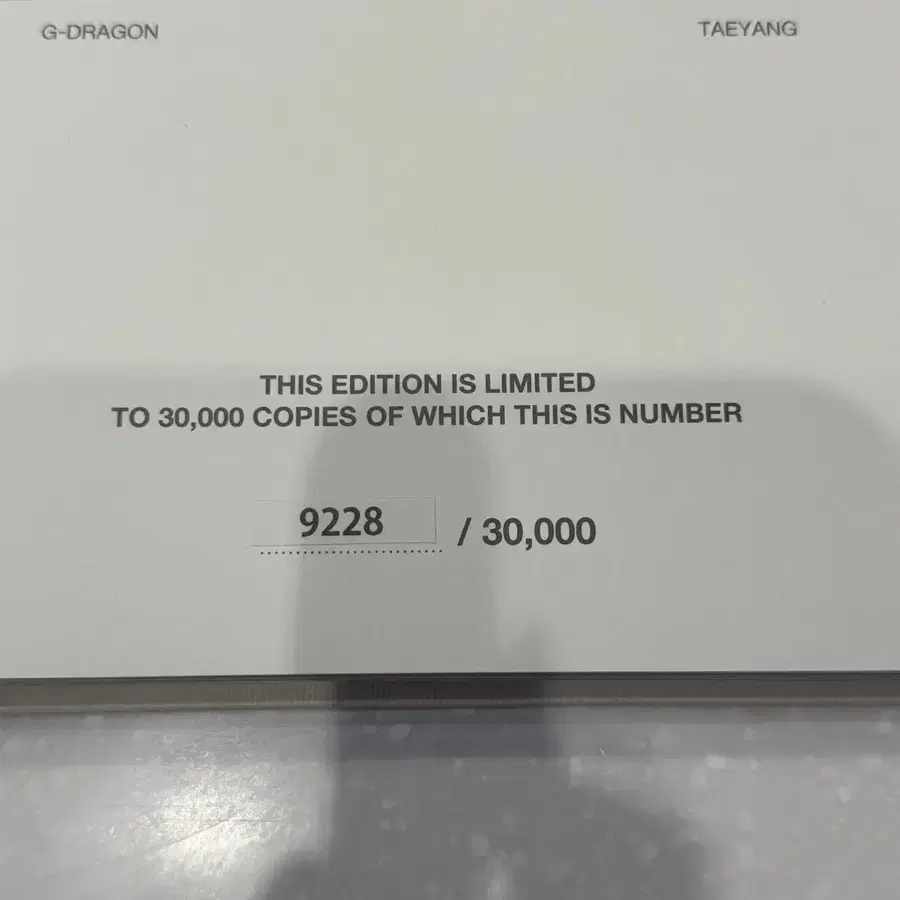 G-DRAGON TAEYANG
THIS EDITION IS LIMITED
TO 30,000 COPIES OF WHICH THIS IS NUMBER
9228 / 30,000